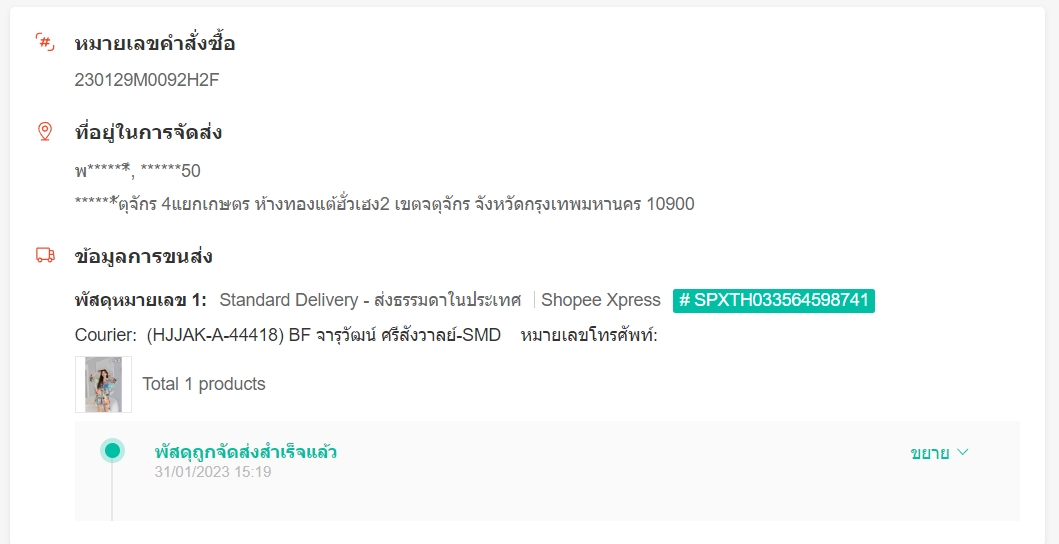 หมายเลขคำสั่งซื้อ
230129M0092H2F
ที่อยู่ในการจัดส่ง
พ******, ******50
******ตุจักร 4แยกเกษตร ห้างทองแต้ฮั่วเฮง2 เขตจตุจักร จังหวัดกรุงเทพมหานคร 10900
ข้อมูลการขนส่ง
พัสดุหมายเลข 1: Standard Delivery - ส่งธรรมดาในประเทศ Shopee Xpress # SPXTH033564598741
Courier: (HJJAK-A-44418) BF จารุวัฒน์ ศรีสังวาลย์-SMD หมายเลขโทรศัพท์:
Total 1 products
พัสดุถูกจัดส่งสำเร็จแล้ว ขยาย
31/01/2023 15:19